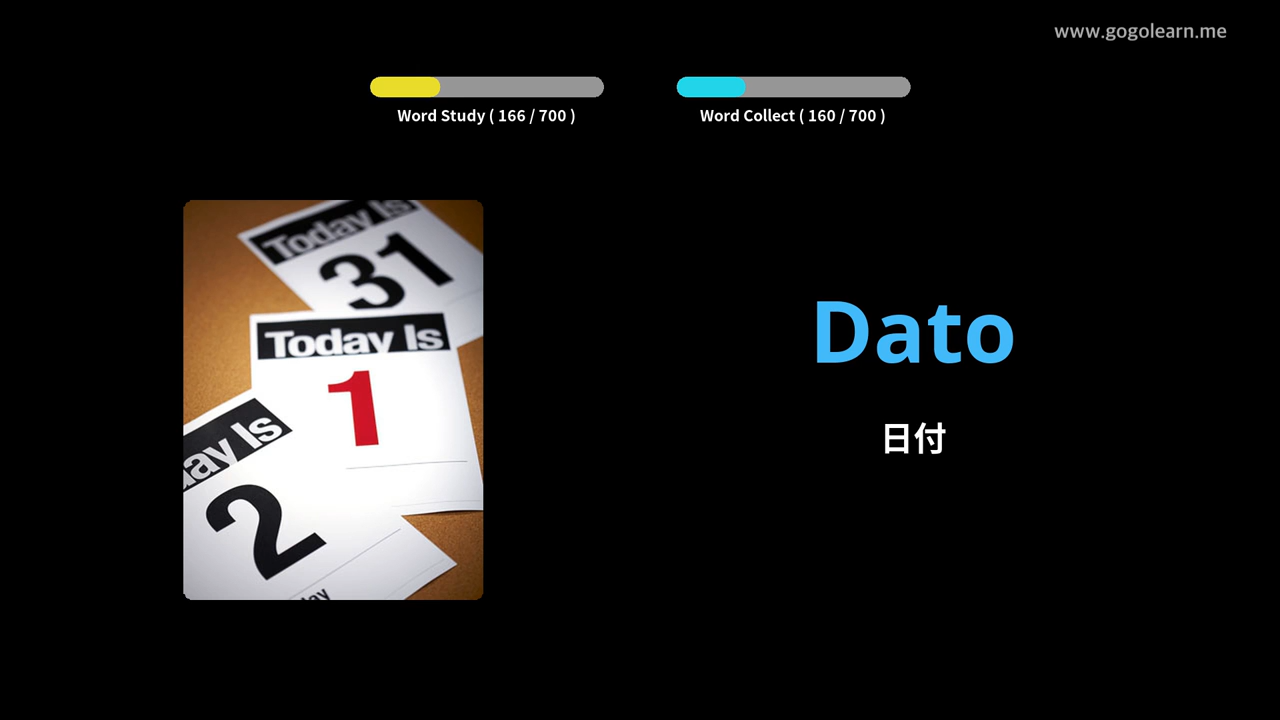 www.gogolearn.me
Word Study ( 166 / 700 )
Word Collect ( 160 / 700 )
Today Is
31
Today Is
1
ay Is
2
Dato
日付